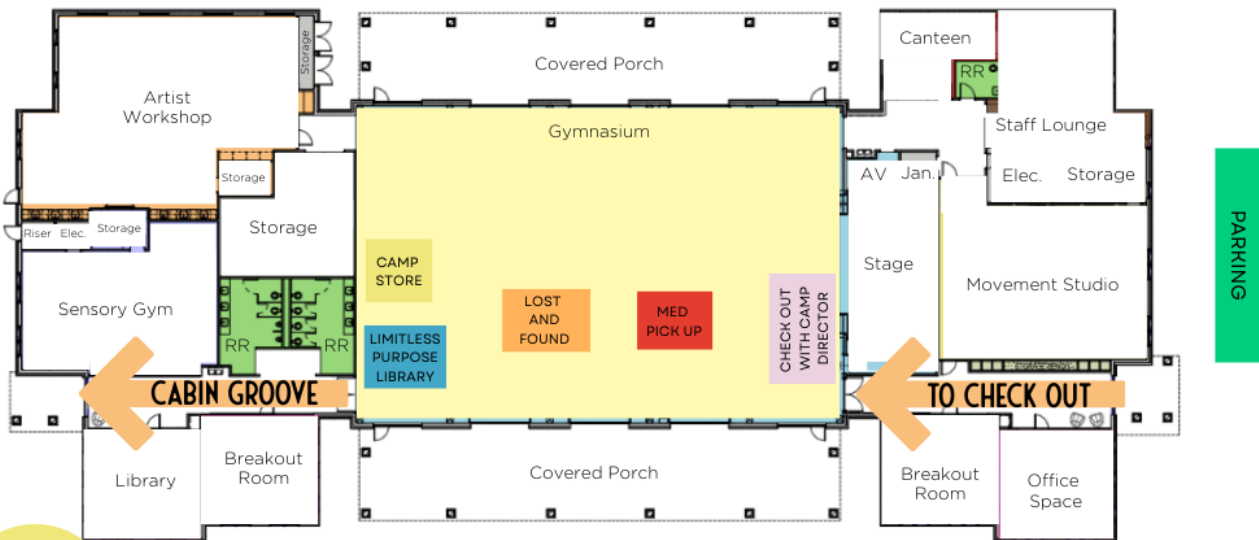 Canteen
Storage
Covered Porch
RR
Artist
Workshop
Gymnasium
Staff Lounge
Storage
AV
Jan.
Elec.
Storage
Riser
Elec.
Storage
Storage
CAMP
STORE
Stage
Movement Studio
PARKING
Sensory Gym
LOST
AND
FOUND
MED
PICK UP
CHECK OUT
WITH CAMP
DIRECTOR
RR
RR
LIMITLESS
PURPOSE
LIBRARY
CABIN GROOVE
TO CHECK OUT
Library
Breakout
Room
Covered Porch
Breakout
Room
Office
Space